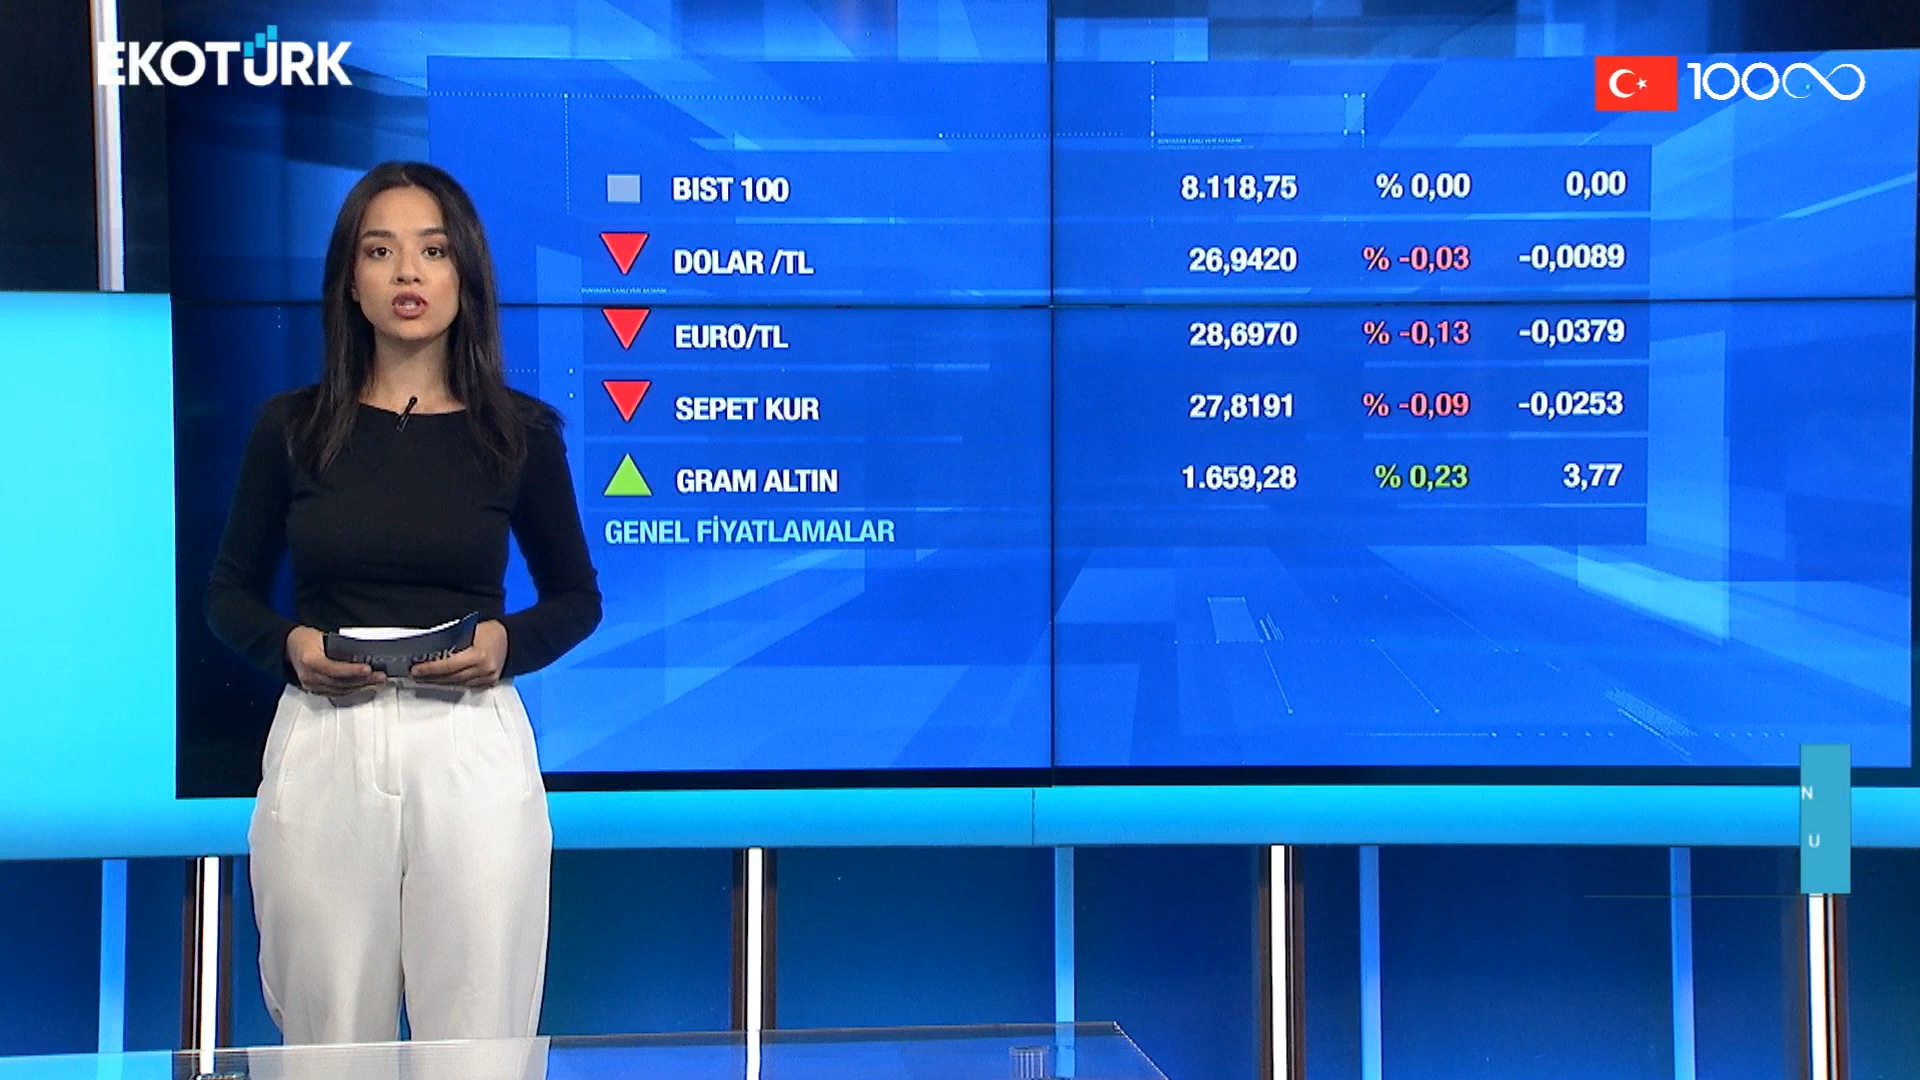 EKOTÜRK
100
BIST 100 8.118,75 % 0,00 0,00
DOLAR /TL 26,9420 % -0,03 -0,0089
EURO/TL 28,6970 % -0,13 -0,0379
SEPET KUR 27,8191 % -0,09 -0,0253
GRAM ALTIN 1.659,28 % 0,23 3,77
GENEL FİYATLAMALAR
EKOTÜRK
N
U